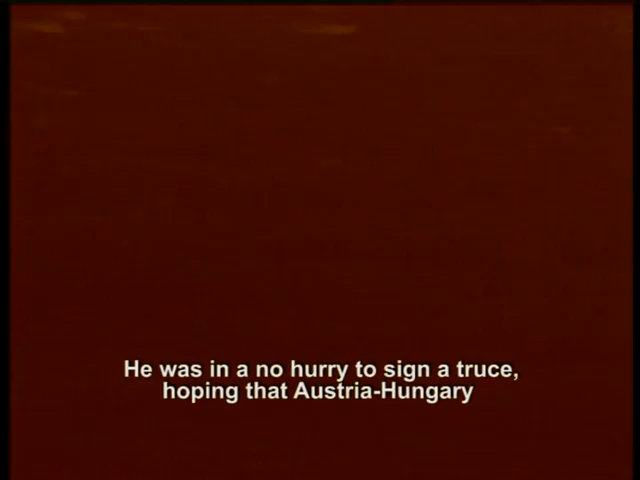 He was in a no hurry to sign a truce,
hoping that Austria-Hungary